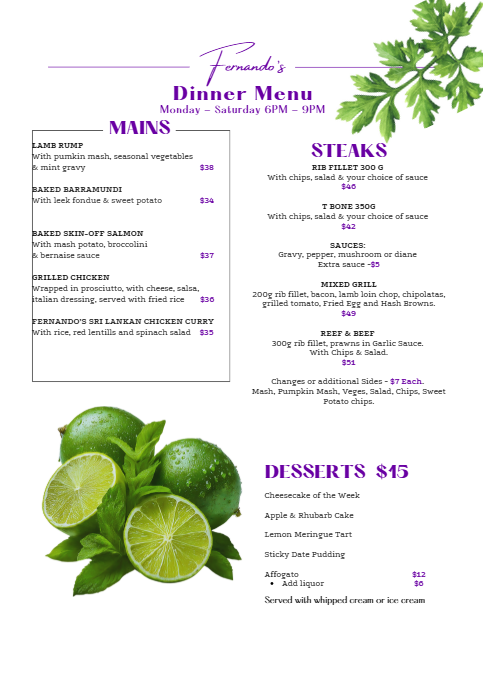 Fernando's
Dinner Menu
Monday – Saturday 6PM – 9PM
MAINS
LAMB RUMP
With pumkin mash, seasonal vegetables
& mint gravy $38
BAKED BARRAMUNDI
With leek fondue & sweet potato $34
BAKED SKIN-OFF SALMON
With mash potato, broccolini
& bernaise sauce $37
GRILLED CHICKEN
Wrapped in prosciutto, with cheese, salsa,
italian dressing, served with fried rice $36
FERNANDO'S SRI LANKAN CHICKEN CURRY
With rice, red lentils and spinach salad $35
STEAKS
RIB FILLET 300 G
With chips, salad & your choice of sauce
$46
T BONE 350G
With chips, salad & your choice of sauce
$42
SAUCES:
Gravy, pepper, mushroom or diane
Extra sauce -$5
MIXED GRILL
200g rib fillet, bacon, lamb loin chop, chipolatas,
grilled tomato, Fried Egg and Hash Browns.
$49
REEF & BEEF
300g rib fillet, prawns in Garlic Sauce.
With Chips & Salad.
$51
Changes or additional Sides - $7 Each.
Mash, Pumpkin Mash, Veges, Salad, Chips, Sweet
Potato chips.
DESSERTS $15
Cheesecake of the Week
Apple & Rhubarb Cake
Lemon Meringue Tart
Sticky Date Pudding
Affogato $12
• Add liquor $6
Served with whipped cream or ice cream